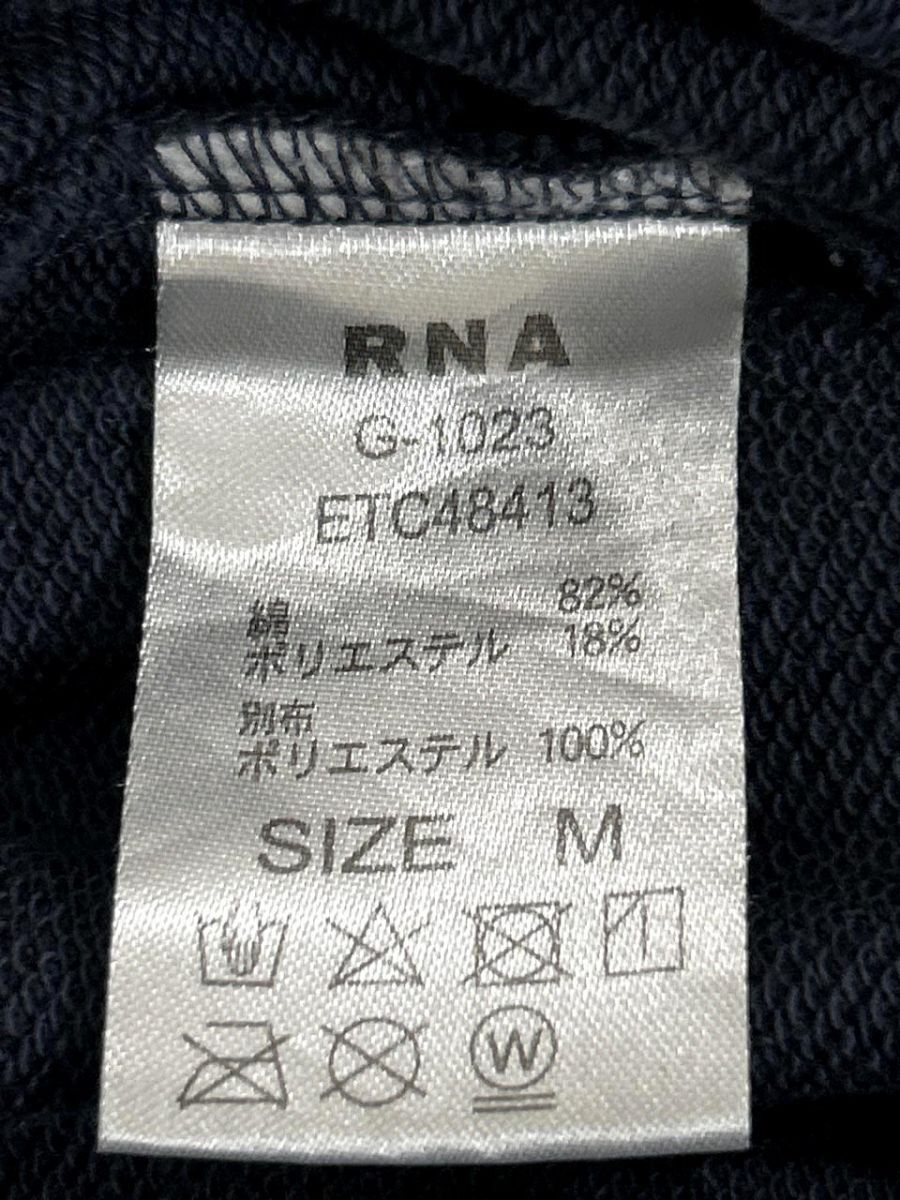 RNA
G-1023
ETC48413
綿 82%
ポリエステル 18%
別布
ポリエステル 100%
SIZE M
W